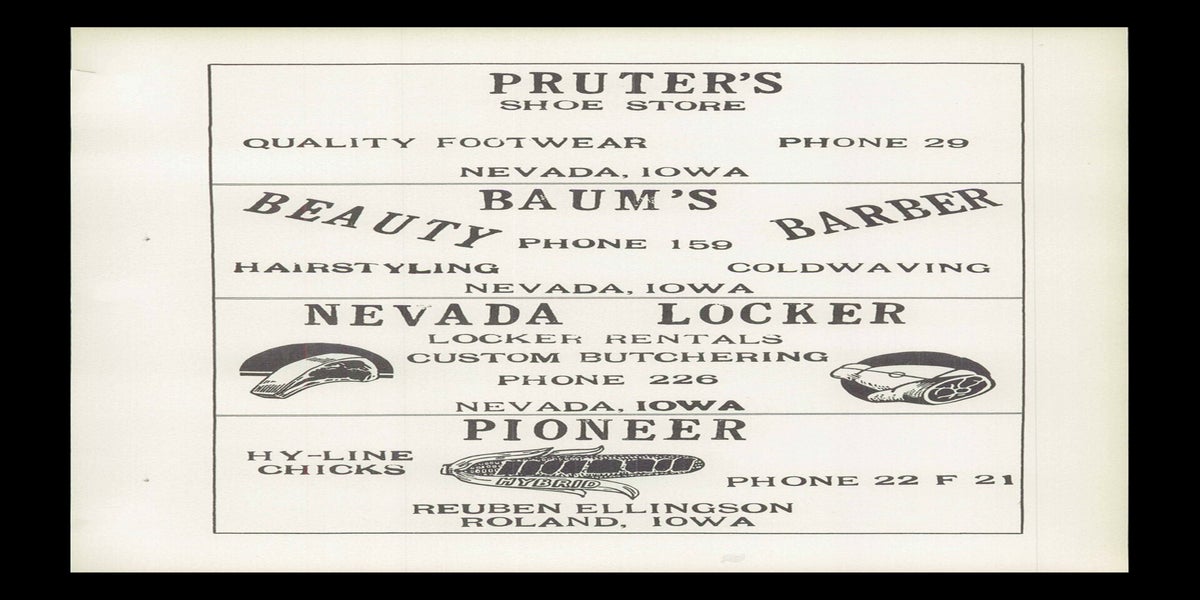 PRUTER'S
SHOE STORE
QUALITY FOOTWEAR PHONE 29
NEVADA, IOWA
BEAUTY BAUM'S BARBER
PHONE 159
HAIRSTYLING COLDWAVING
NEVADA, IOWA
NEVADA LOCKER
LOCKER RENTALS
CUSTOM BUTCHERING
PHONE 226
NEVADA, IOWA
PIONEER
HY-LINE
CHICKS
HYBRID
PHONE 22 F 21
REUBEN ELLINGSON
ROLAND, IOWA